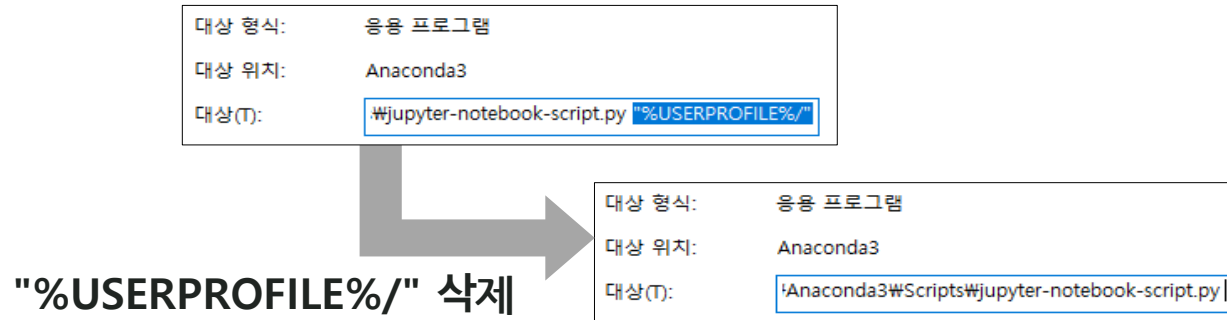 대상 형식: 응용 프로그램
대상 위치: Anaconda3
대상(T): .₩jupyter-notebook-script.py "%USERPROFILE%/"
대상 형식: 응용 프로그램
대상 위치: Anaconda3
대상(T): Anaconda3₩Scripts₩jupyter-notebook-script.py
"%USERPROFILE%/" 삭제